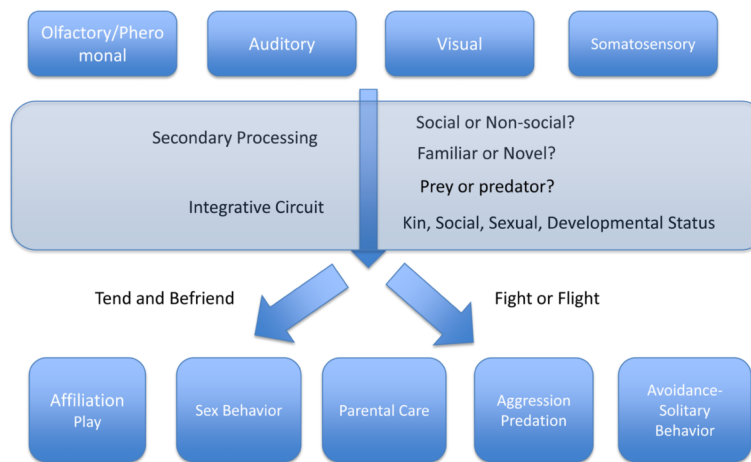 Olfactory/Phero
monal
Auditory
Visual
Somatosensory
Secondary Processing
Social or Non-social?
Familiar or Novel?
Prey or predator?
Integrative Circuit
Kin, Social, Sexual, Developmental Status
Tend and Befriend
Fight or Flight
Affiliation
Play
Sex Behavior
Parental Care
Aggression
Predation
Avoidance-
Solitary
Behavior